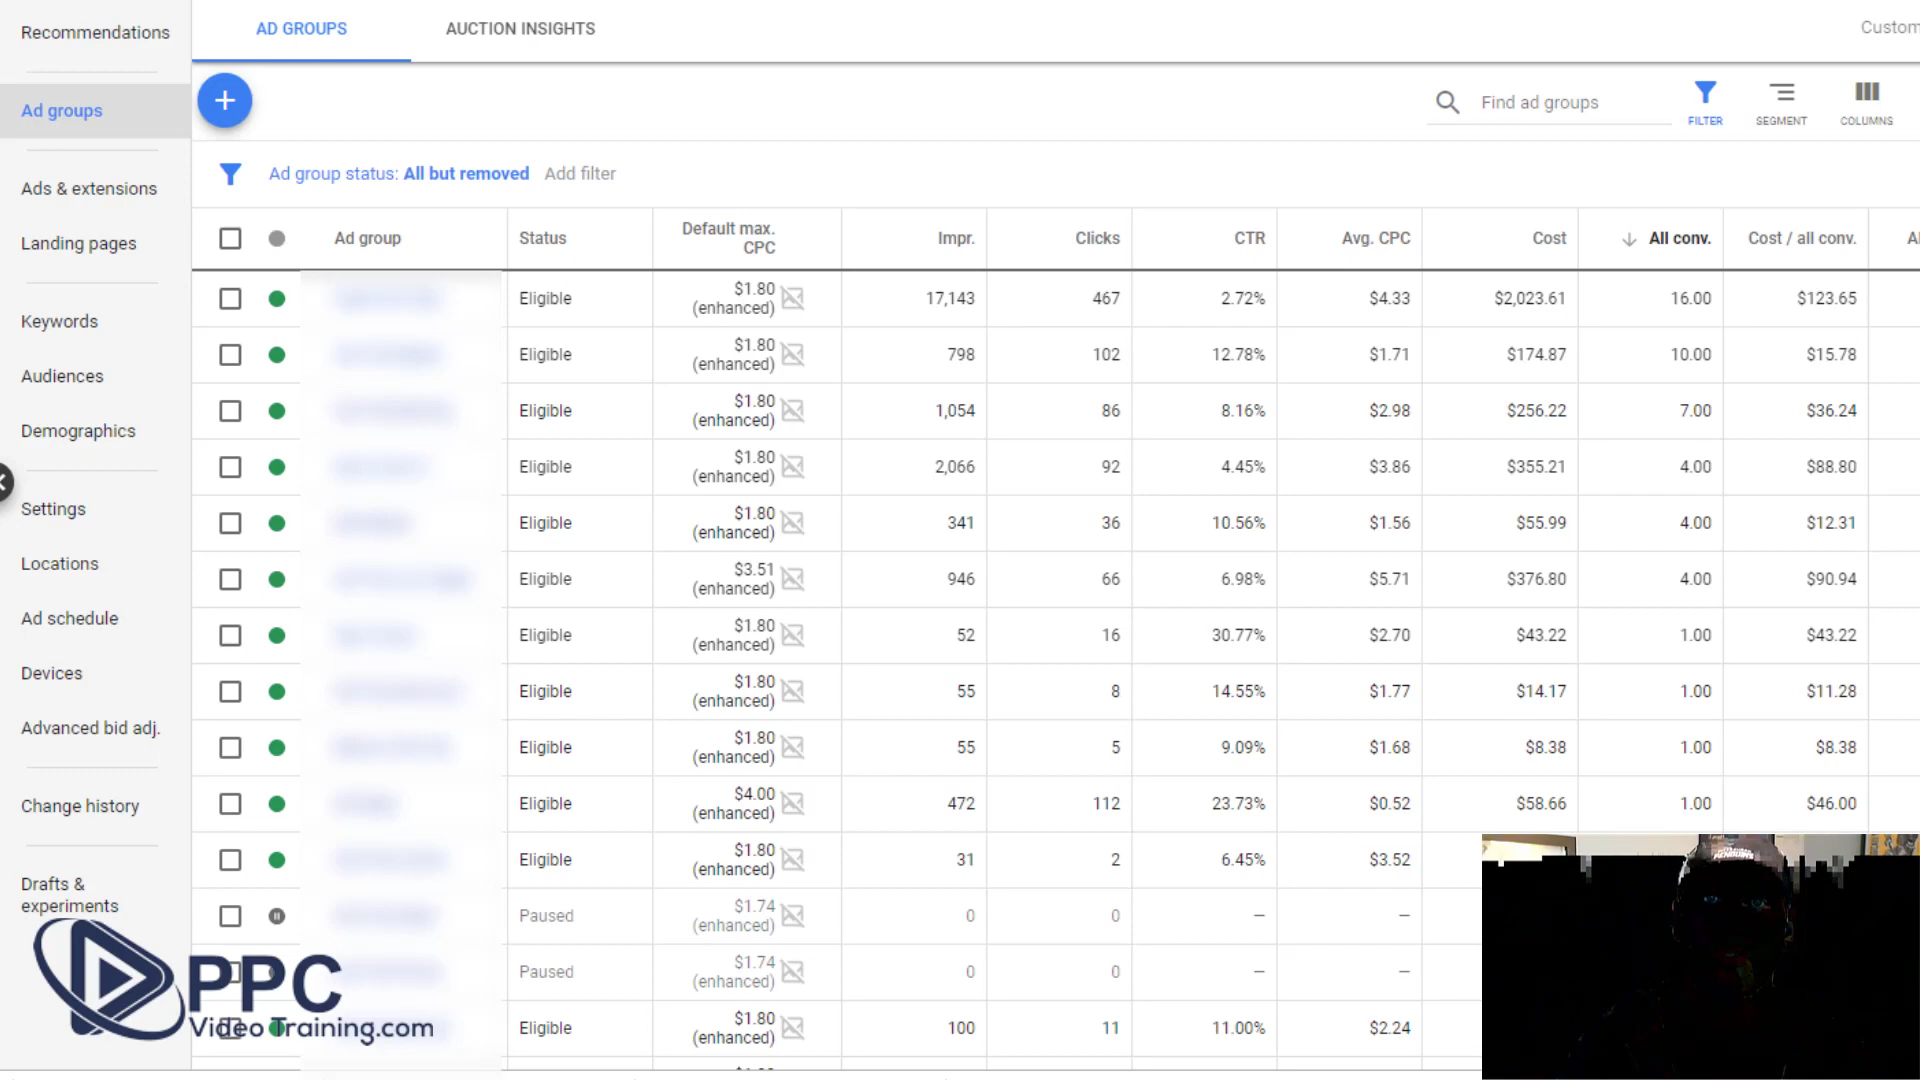 Recommendations
AD GROUPS
AUCTION INSIGHTS
Custom
Ad groups
+
Find ad groups
FILTER
SEGMENT
COLUMNS
Ad group status: All but removed Add filter
Ads & extensions
Landing pages
Keywords
Audiences
Demographics
Settings
Locations
Ad schedule
Devices
Advanced bid adj.
Change history
Drafts &
experiments
Ad group Status Default max. CPC Impr. Clicks CTR Avg. CPC Cost All conv. Cost / all conv. Al
Eligible $1.80 (enhanced) 17,143 467 2.72% $4.33 $2,023.61 16.00 $123.65
Eligible $1.80 (enhanced) 798 102 12.78% $1.71 $174.87 10.00 $15.78
Eligible $1.80 (enhanced) 1,054 86 8.16% $2.98 $256.22 7.00 $36.24
Eligible $1.80 (enhanced) 2,066 92 4.45% $3.86 $355.21 4.00 $88.80
Eligible $1.80 (enhanced) 341 36 10.56% $1.56 $55.99 4.00 $12.31
Eligible $3.51 (enhanced) 946 66 6.98% $5.71 $376.80 4.00 $90.94
Eligible $1.80 (enhanced) 52 16 30.77% $2.70 $43.22 1.00 $43.22
Eligible $1.80 (enhanced) 55 8 14.55% $1.77 $14.17 1.00 $11.28
Eligible $1.80 (enhanced) 55 5 9.09% $1.68 $8.38 1.00 $8.38
Eligible $4.00 (enhanced) 472 112 23.73% $0.52 $58.66 1.00 $46.00
Eligible $1.80 (enhanced) 31 2 6.45% $3.52
Paused $1.74 (enhanced) 0 0 – –
Paused $1.74 (enhanced) 0 0 – –
Eligible $1.80 (enhanced) 100 11 11.00% $2.24
PPC
Video Training.com